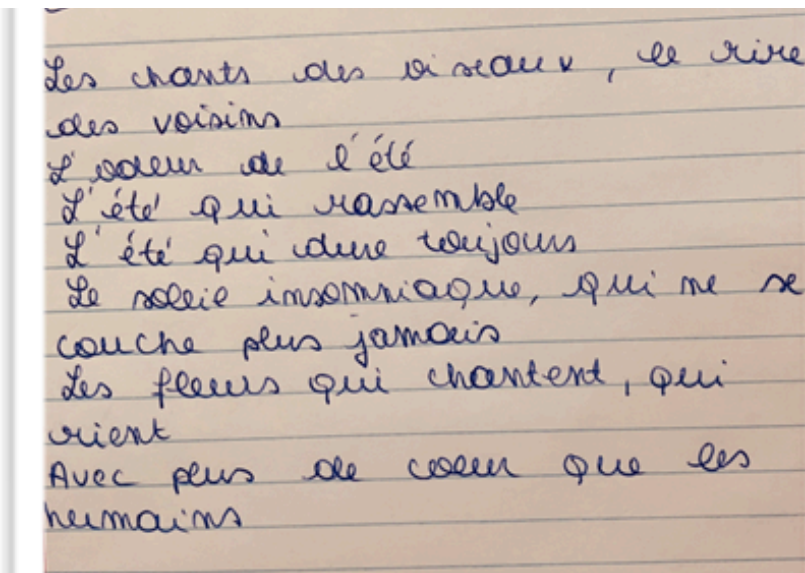 Les chants des oiseaux, le rire
des voisins
L'odeur de l'été
L'été qui rassemble
L'été qui dure toujours
Le soleil insomniaque, qui ne se
couche plus jamais
Les fleurs qui chantent, qui
rient
Avec plus de coeur que les
humains